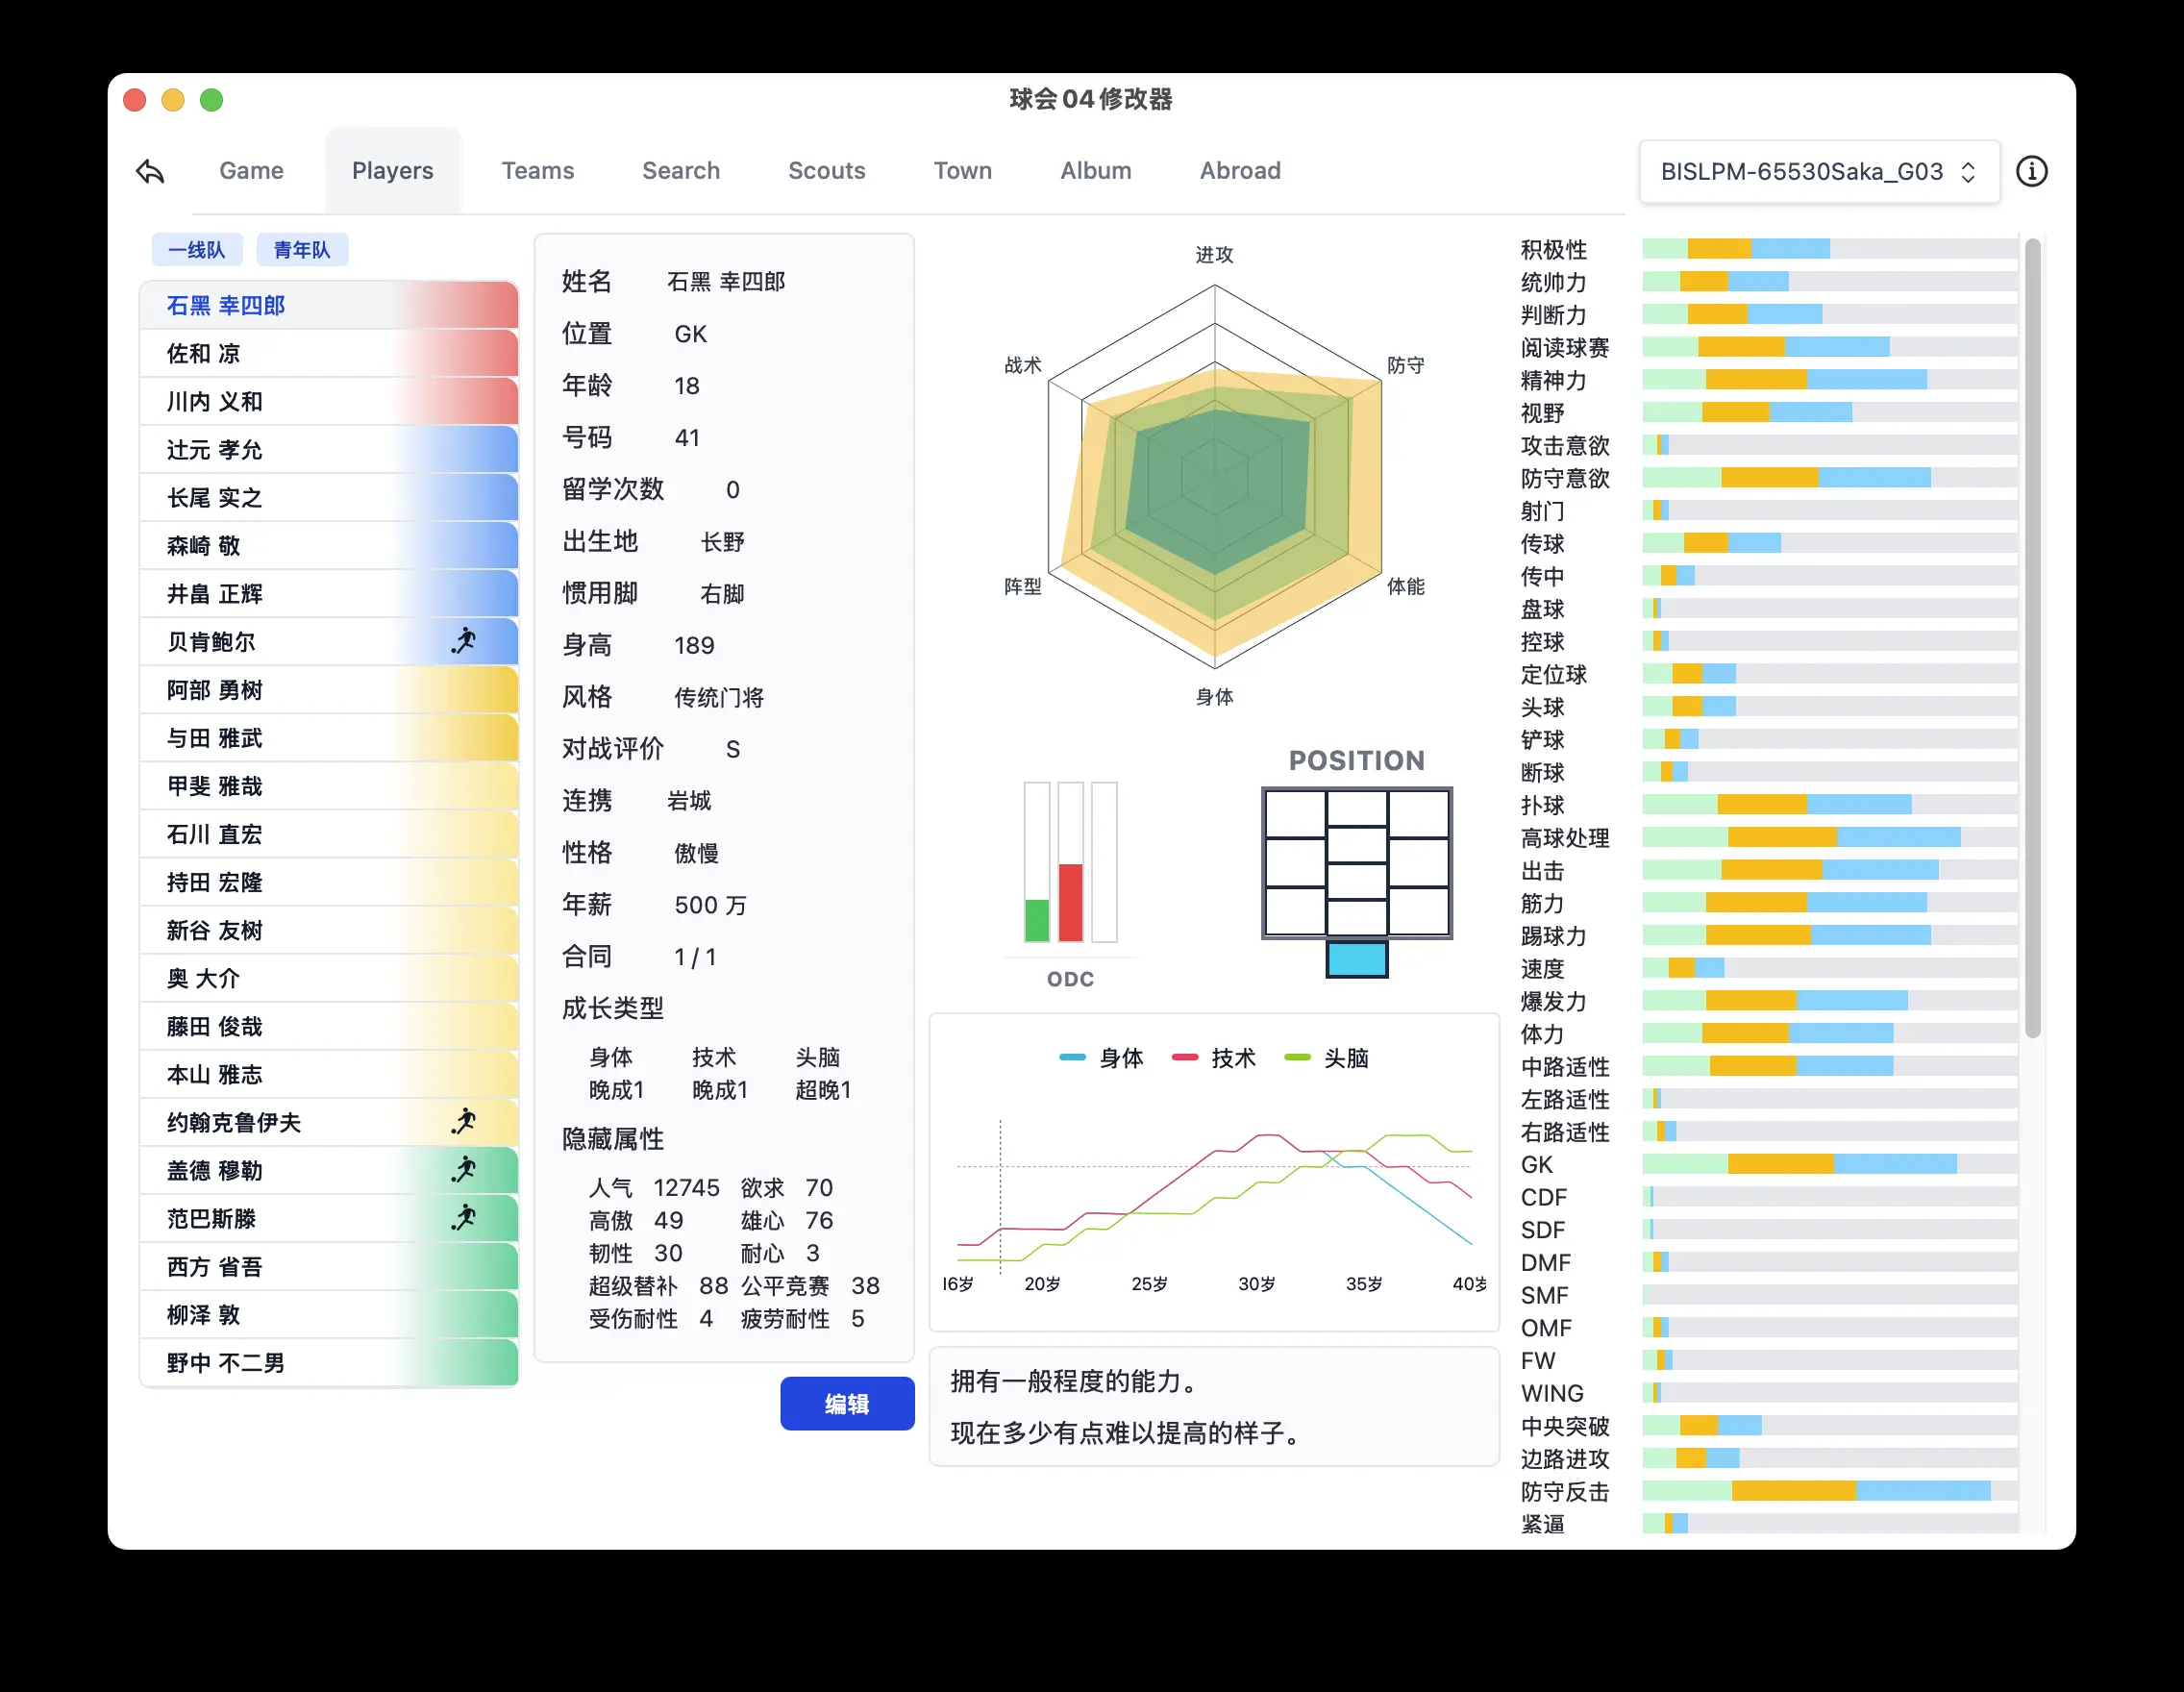 球会04修改器
Game Players Teams Search Scouts Town Album Abroad
BISLPM-65530Saka_G03
一线队 青年队
石黑 幸四郎
佐和 凉
川内 义和
辻元 孝允
长尾 实之
森崎 敬
井畠 正辉
贝肯鲍尔
阿部 勇树
与田 雅武
甲斐 雅哉
石川 直宏
持田 宏隆
新谷 友树
奥 大介
藤田 俊哉
本山 雅志
约翰克鲁伊夫
盖德 穆勒
范巴斯滕
西方 省吾
柳泽 敦
野中 不二男
姓名 石黑 幸四郎
位置 GK
年龄 18
号码 41
留学次数 0
出生地 长野
惯用脚 右脚
身高 189
风格 传统门将
对战评价 S
连携 岩城
性格 傲慢
年薪 500 万
合同 1 / 1
成长类型
身体 技术 头脑
晚成1 晚成1 超晚1
隐藏属性
人气 12745 欲求 70
高傲 49 雄心 76
韧性 30 耐心 3
超级替补 88 公平竞赛 38
受伤耐性 4 疲劳耐性 5
编辑
进攻
战术 防守
阵型 体能
身体
ODC
POSITION
身体 技术 头脑
16岁 20岁 25岁 30岁 35岁 40岁
拥有一般程度的能力。
现在多少有点难以提高的样子。
积极性
统帅力
判断力
阅读球赛
精神力
视野
攻击意欲
防守意欲
射门
传球
传中
盘球
控球
定位球
头球
铲球
断球
扑球
高球处理
出击
筋力
踢球力
速度
爆发力
体力
中路适性
左路适性
右路适性
GK
CDF
SDF
DMF
SMF
OMF
FW
WING
中央突破
边路进攻
防守反击
紧逼